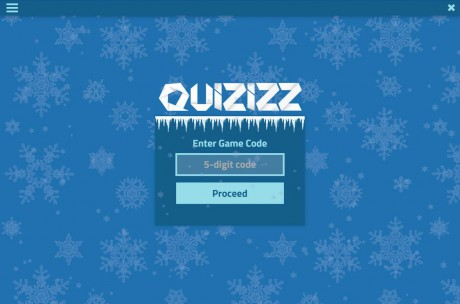 QUIZIZZ
Enter Game Code
5-digit code
Proceed